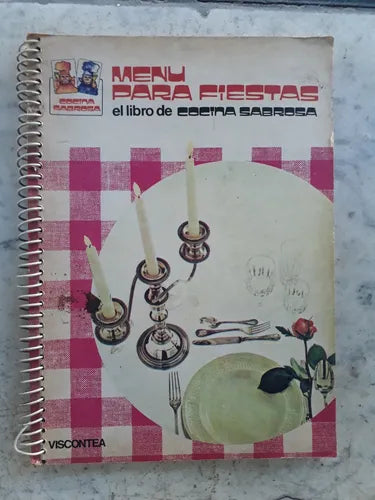 MENU
PARA FIESTAS
el libro de COCINA SABROSA
COCINA
SABROSA
VISCONTEA